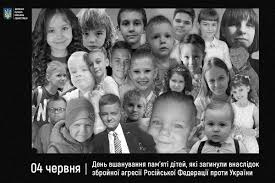 04 червня
День вшанування пам'яті дітей, які загинули внаслідок
збройної агресії Російської Федерації проти України